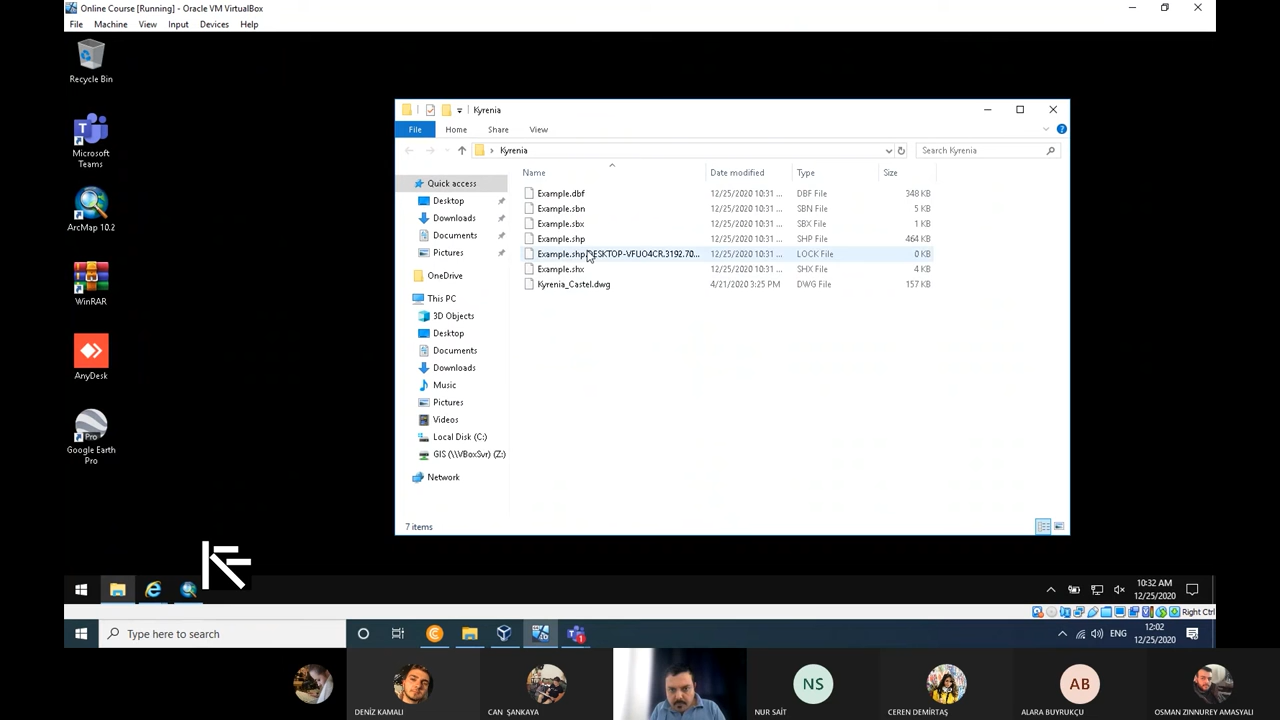 Online Course [Running] - Oracle VM VirtualBox
File Machine View Input Devices Help
Recycle Bin
Microsoft
Teams
ArcMap 10.2
WinRAR
AnyDesk
Pro
Google Earth
Pro
Kyrenia
File Home Share View
Kyrenia
Search Kyrenia
Name Date modified Type Size
Quick access
Desktop
Downloads
Documents
Pictures
OneDrive
This PC
3D Objects
Desktop
Documents
Downloads
Music
Pictures
Videos
Local Disk (C:)
GIS (\\VBoxSvr) (Z:)
Network
Example.dbf 12/25/2020 10:31 ... DBF File 348 KB
Example.sbn 12/25/2020 10:31 ... SBN File 5 KB
Example.sbx 12/25/2020 10:31 ... SBX File 1 KB
Example.shp 12/25/2020 10:31 ... SHP File 464 KB
Example.shp.DESKTOP-VFUO4CR.3192.70... 12/25/2020 10:31 ... LOCK File 0 KB
Example.shx 12/25/2020 10:31 ... SHX File 4 KB
Kyrenia_Castel.dwg 4/21/2020 3:25 PM DWG File 157 KB
7 items
10:32 AM
12/25/2020
Right Ctrl
Type here to search
1
ENG
12:02
12/25/2020
DENİZ KAMALI
CAN ŞANKAYA
NS
NUR SAİT
CEREN DEMİRTAŞ
AB
ALARA BUYRUKÇU
OSMAN ZINNUREY AMASYALI